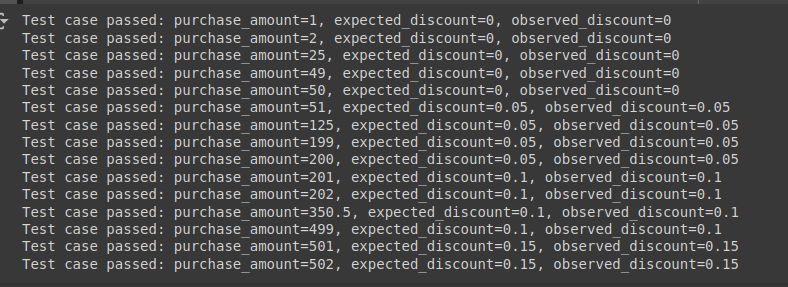 Test case passed: purchase_amount=1, expected_discount=0, observed_discount=0
Test case passed: purchase_amount=2, expected_discount=0, observed_discount=0
Test case passed: purchase_amount=25, expected_discount=0, observed_discount=0
Test case passed: purchase_amount=49, expected_discount=0, observed_discount=0
Test case passed: purchase_amount=50, expected_discount=0, observed_discount=0
Test case passed: purchase_amount=51, expected_discount=0.05, observed_discount=0.05
Test case passed: purchase_amount=125, expected_discount=0.05, observed_discount=0.05
Test case passed: purchase_amount=199, expected_discount=0.05, observed_discount=0.05
Test case passed: purchase_amount=200, expected_discount=0.05, observed_discount=0.05
Test case passed: purchase_amount=201, expected_discount=0.1, observed_discount=0.1
Test case passed: purchase_amount=202, expected_discount=0.1, observed_discount=0.1
Test case passed: purchase_amount=350.5, expected_discount=0.1, observed_discount=0.1
Test case passed: purchase_amount=499, expected_discount=0.1, observed_discount=0.1
Test case passed: purchase_amount=501, expected_discount=0.15, observed_discount=0.15
Test case passed: purchase_amount=502, expected_discount=0.15, observed_discount=0.15